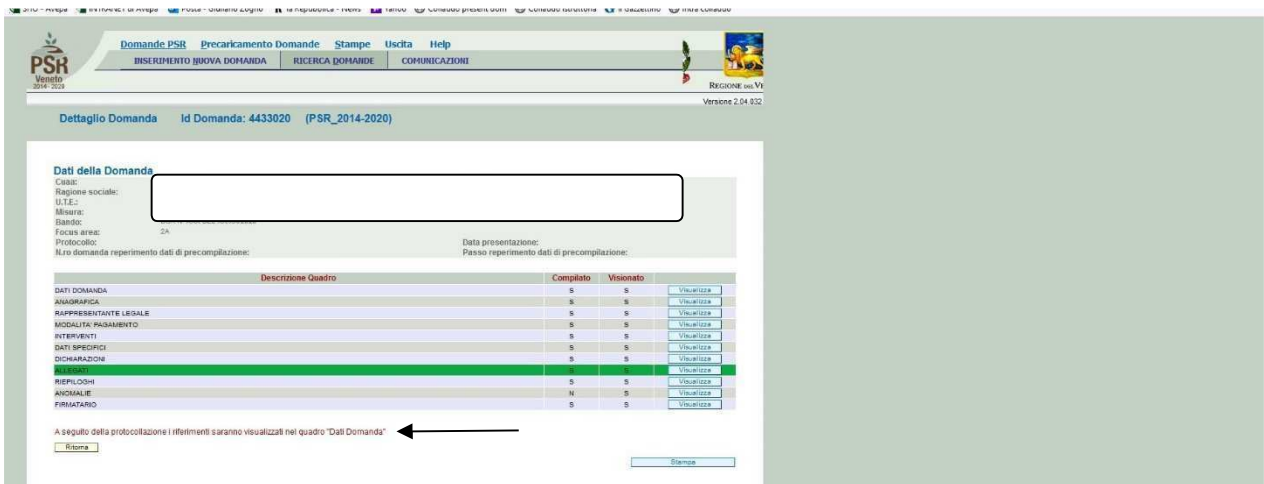 Domande PSR Precaricamento Domande Stampe Uscita Help
INSERIMENTO NUOVA DOMANDA RICERCA DOMANDE COMUNICAZIONI
PSR
Veneto
2014-2020
REGIONE DEL VE
Versione 2.04.032
Dettaglio Domanda Id Domanda: 4433020 (PSR_2014-2020)
Dati della Domanda
Cuaa:
Ragione sociale:
U.T.E.:
Misura:
Bando:
Focus area: 2A
Protocollo: Data presentazione:
N.ro domanda reperimento dati di precompilazione: Passo reperimento dati di precompilazione:
Descrizione Quadro Compilato Visionato
DATI DOMANDA S S Visualizza
ANAGRAFICA S S Visualizza
RAPPRESENTANTE LEGALE S S Visualizza
MODALITA' PAGAMENTO S S Visualizza
INTERVENTI S S Visualizza
DATI SPECIFICI S S Visualizza
DICHIARAZIONI S S Visualizza
ALLEGATI S S Visualizza
RIEPILOGHI S S Visualizza
ANOMALIE N S Visualizza
FIRMATARIO S S Visualizza
A seguito della protocollazione i riferimenti saranno visualizzati nel quadro "Dati Domanda"
Ritorna
Stampa